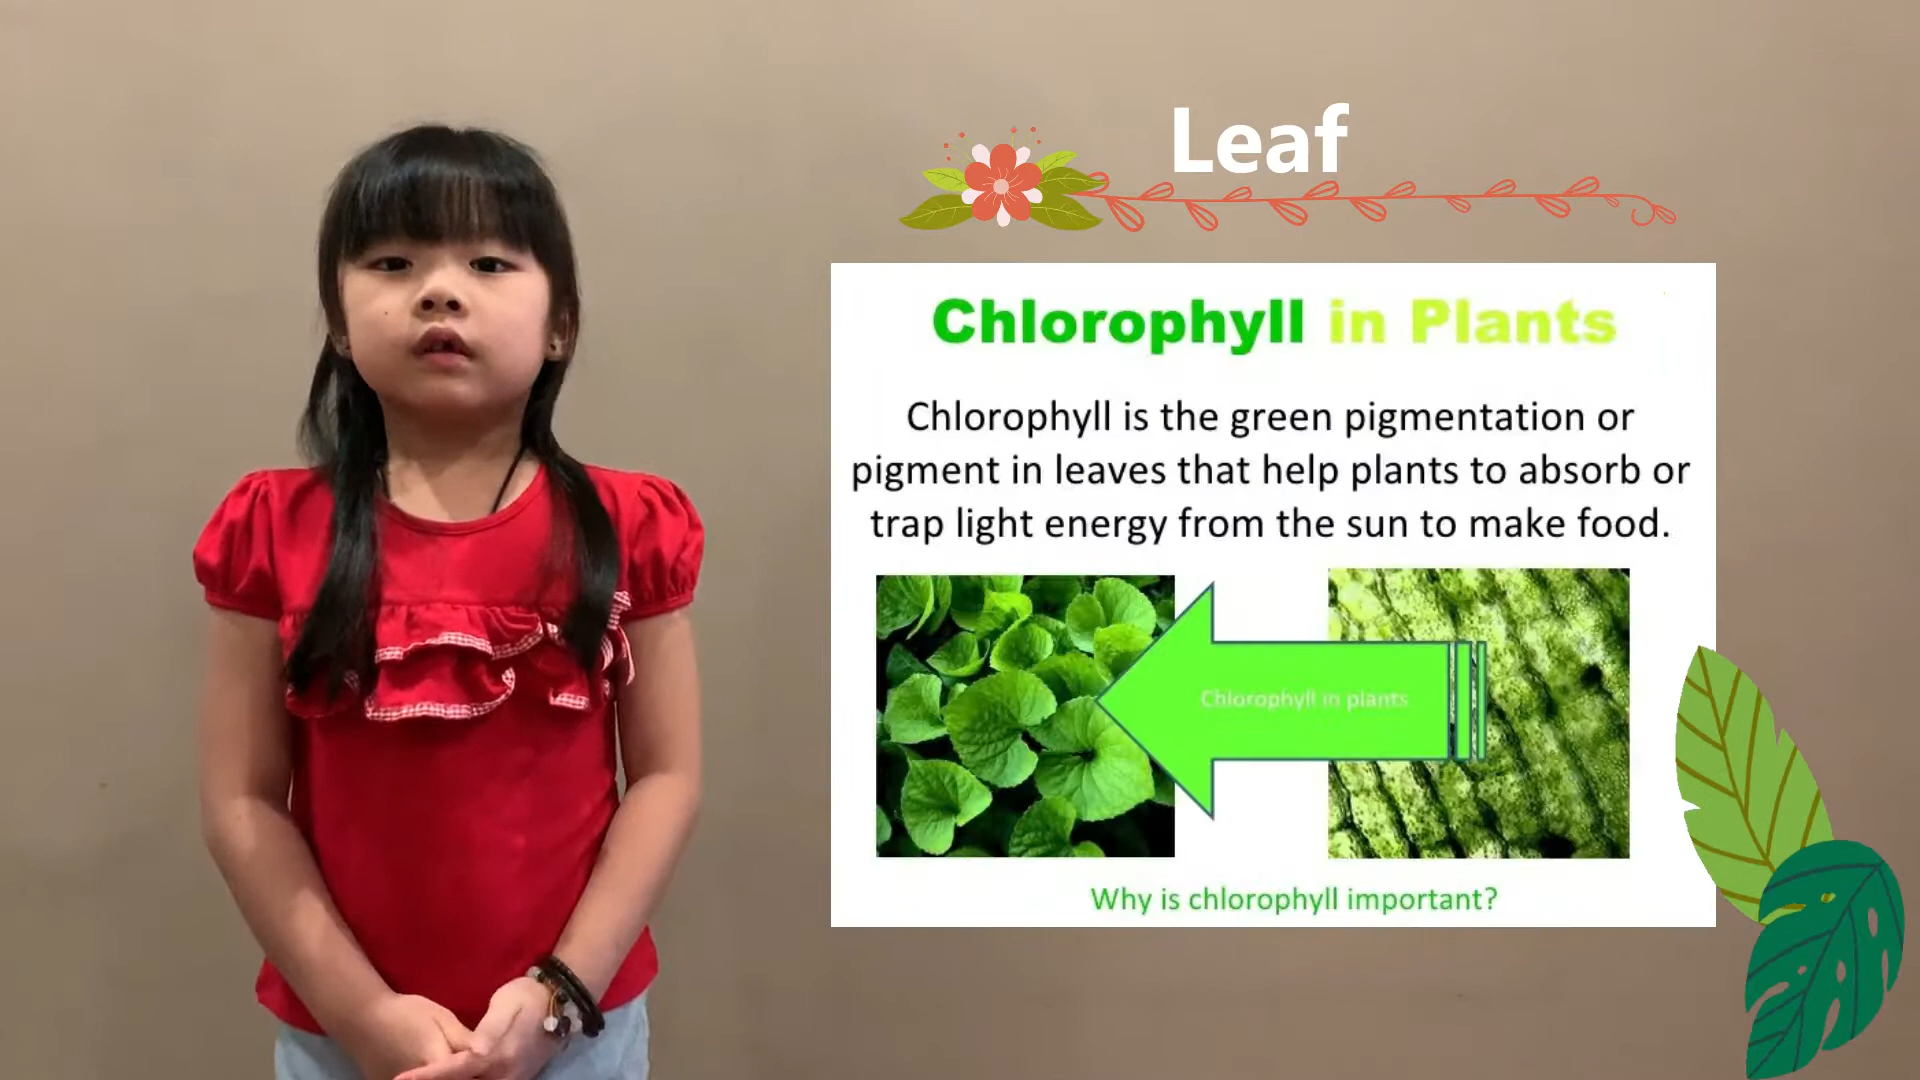 Leaf
Chlorophyll in Plants
Chlorophyll is the green pigmentation or
pigment in leaves that help plants to absorb or
trap light energy from the sun to make food.
Chlorophyll in plants
Why is chlorophyll important?